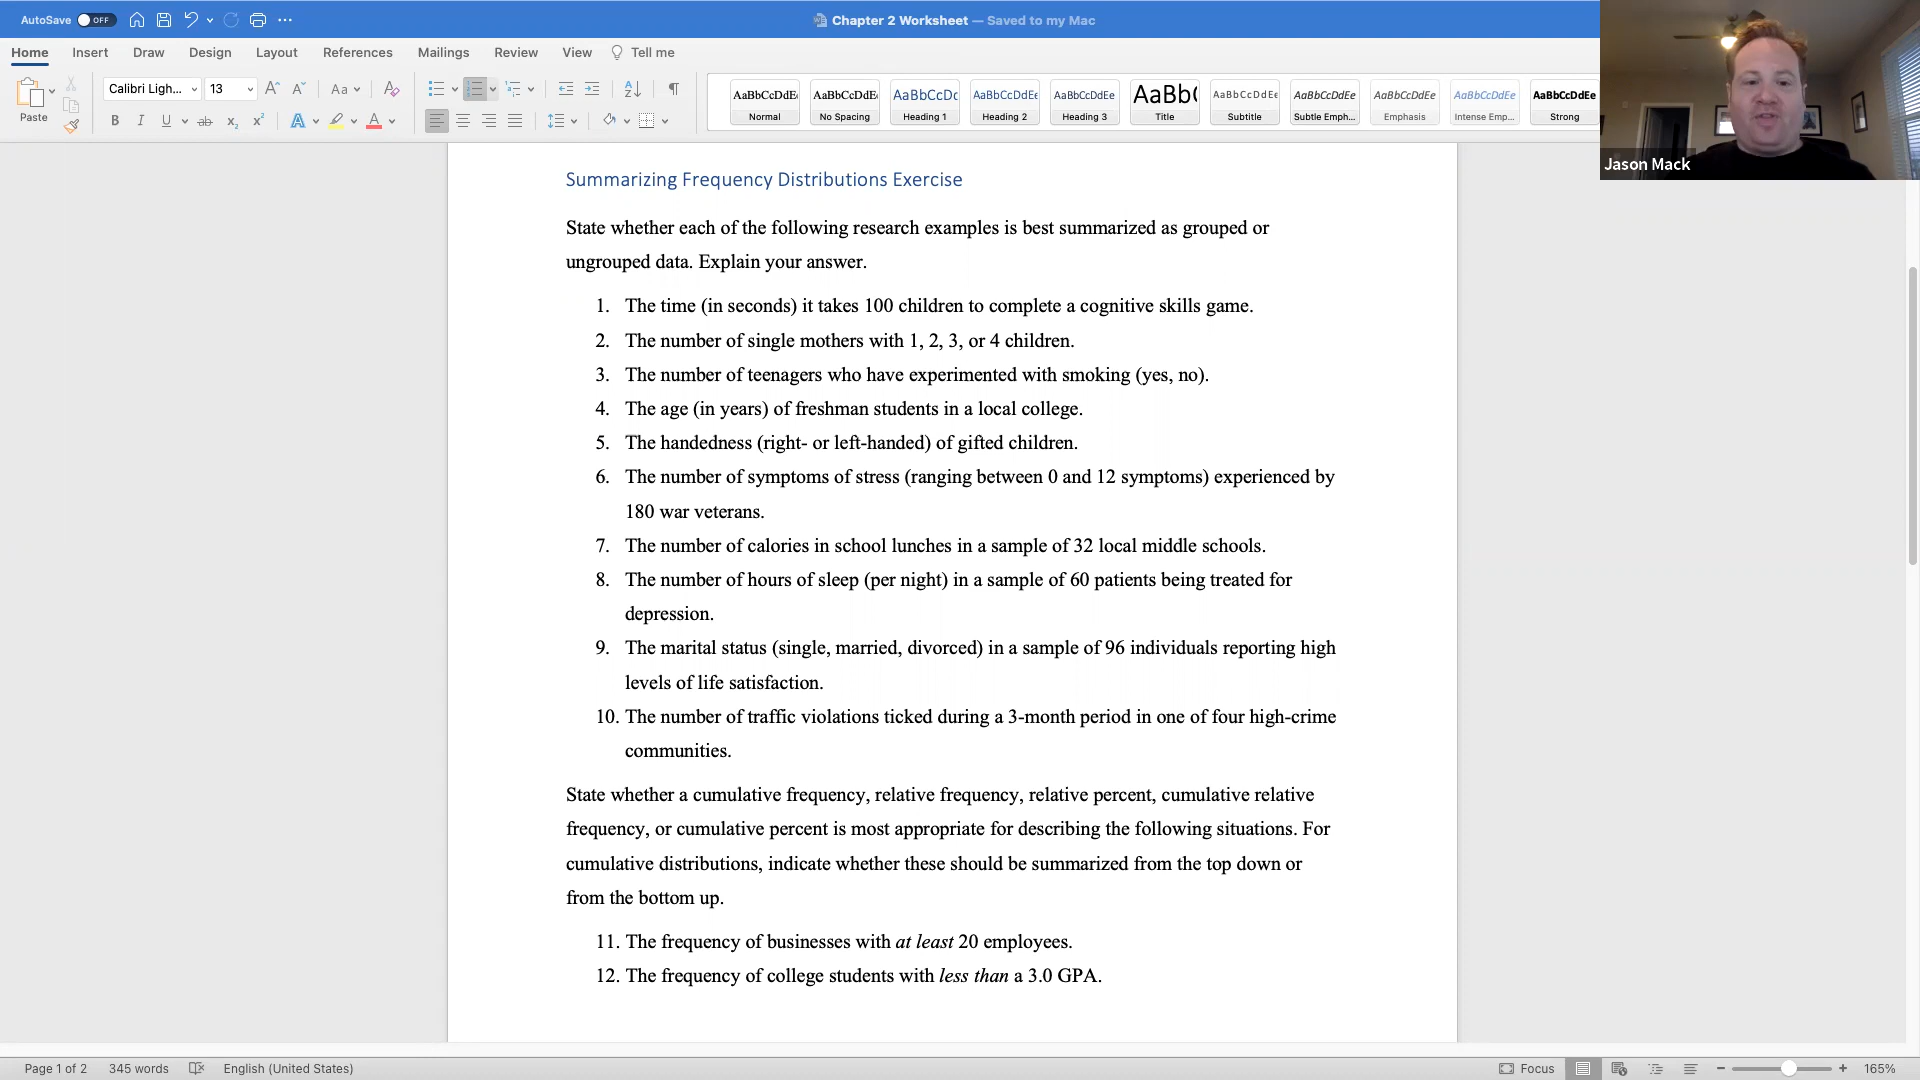 AutoSave OFF
Chapter 2 Worksheet — Saved to my Mac
Home Insert Draw Design Layout References Mailings Review View Tell me
Paste
Calibri Ligh... 13
A A Aa A
B I U ab x2 x2 A A
AaBbCcDdEe Normal
AaBbCcDdEe No Spacing
AaBbCcDc Heading 1
AaBbCcDdEe Heading 2
AaBbCcDdEe Heading 3
AaBb( Title
AaBbCcDdEe Subtitle
AaBbCcDdEe Subtle Emph...
AaBbCcDdEe Emphasis
AaBbCcDdEe Intense Emp...
AaBbCcDdEe Strong
Jason Mack
Summarizing Frequency Distributions Exercise
State whether each of the following research examples is best summarized as grouped or
ungrouped data. Explain your answer.
1. The time (in seconds) it takes 100 children to complete a cognitive skills game.
2. The number of single mothers with 1, 2, 3, or 4 children.
3. The number of teenagers who have experimented with smoking (yes, no).
4. The age (in years) of freshman students in a local college.
5. The handedness (right- or left-handed) of gifted children.
6. The number of symptoms of stress (ranging between 0 and 12 symptoms) experienced by
180 war veterans.
7. The number of calories in school lunches in a sample of 32 local middle schools.
8. The number of hours of sleep (per night) in a sample of 60 patients being treated for
depression.
9. The marital status (single, married, divorced) in a sample of 96 individuals reporting high
levels of life satisfaction.
10. The number of traffic violations ticked during a 3-month period in one of four high-crime
communities.
State whether a cumulative frequency, relative frequency, relative percent, cumulative relative
frequency, or cumulative percent is most appropriate for describing the following situations. For
cumulative distributions, indicate whether these should be summarized from the top down or
from the bottom up.
11. The frequency of businesses with at least 20 employees.
12. The frequency of college students with less than a 3.0 GPA.
Page 1 of 2 345 words English (United States) Focus 165%